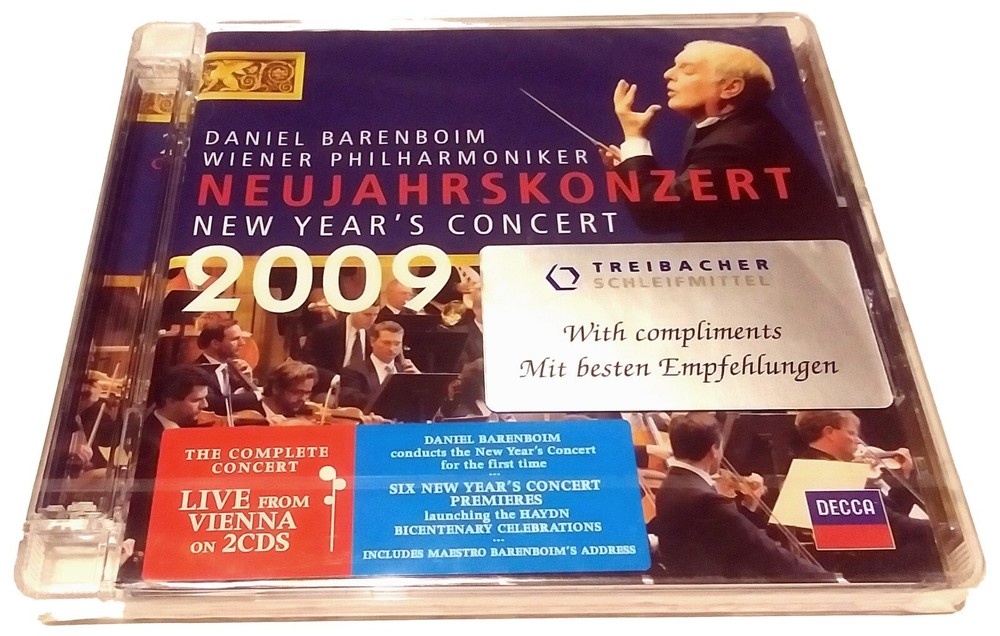 DANIEL BARENBOIM
WIENER PHILHARMONIKER
NEUJAHRSKONZERT
NEW YEAR'S CONCERT
2009
TREIBACHER
SCHLEIFMITTEL
With compliments
Mit besten Empfehlungen
THE COMPLETE
CONCERT
LIVE FROM
VIENNA
ON 2CDS
DANIEL BARENBOIM
conducts the New Year's Concert
for the first time
SIX NEW YEAR'S CONCERT
PREMIERES
launching the HAYDN
BICENTENARY CELEBRATIONS
INCLUDES MAESTRO BARENBOIM'S ADDRESS
DECCA